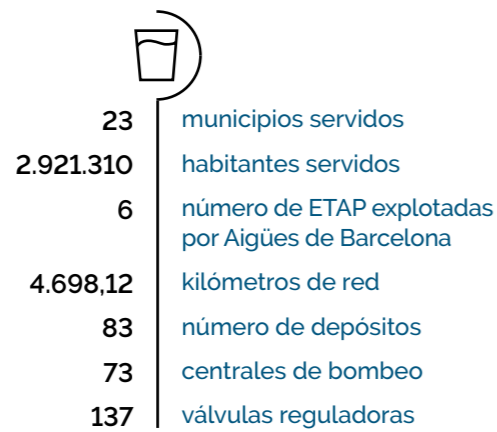 23 municipios servidos
2.921.310 habitantes servidos
6 número de ETAP explotadas
por Aigües de Barcelona
4.698,12 kilómetros de red
83 número de depósitos
73 centrales de bombeo
137 válvulas reguladoras